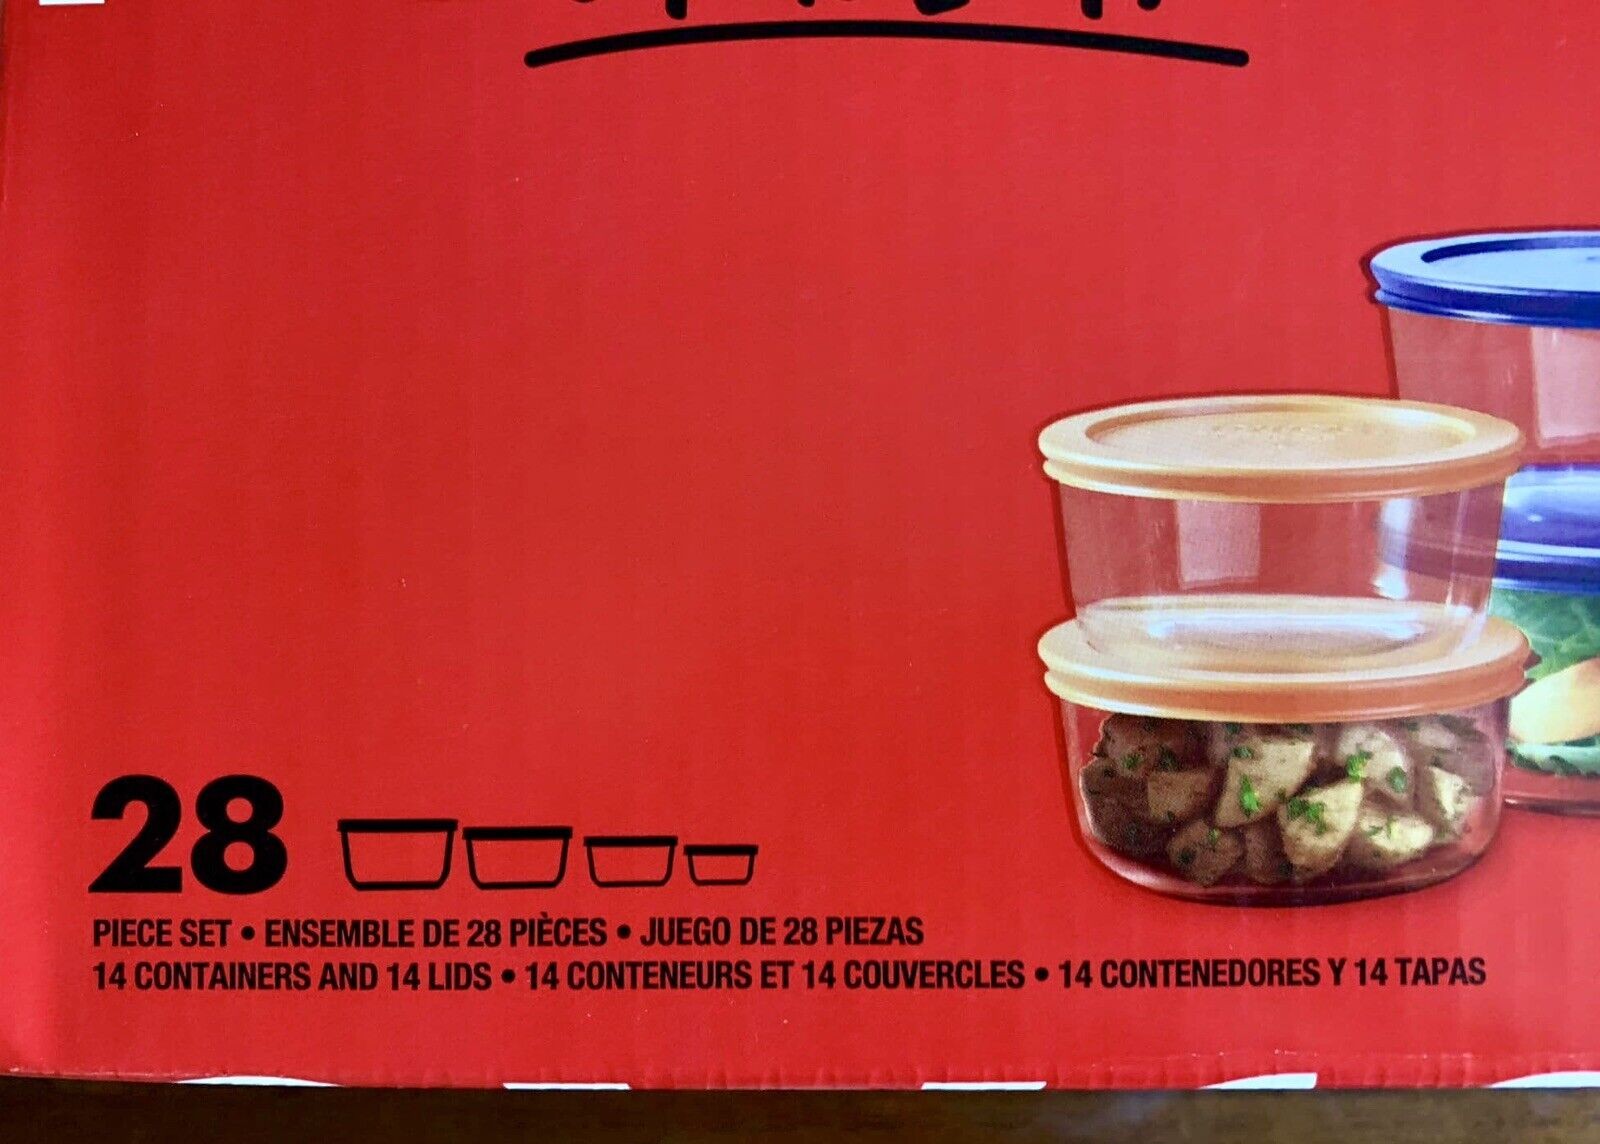 28
PIECE SET • ENSEMBLE DE 28 PIÈCES • JUEGO DE 28 PIEZAS
14 CONTAINERS AND 14 LIDS • 14 CONTENEURS ET 14 COUVERCLES • 14 CONTENEDORES Y 14 TAPAS